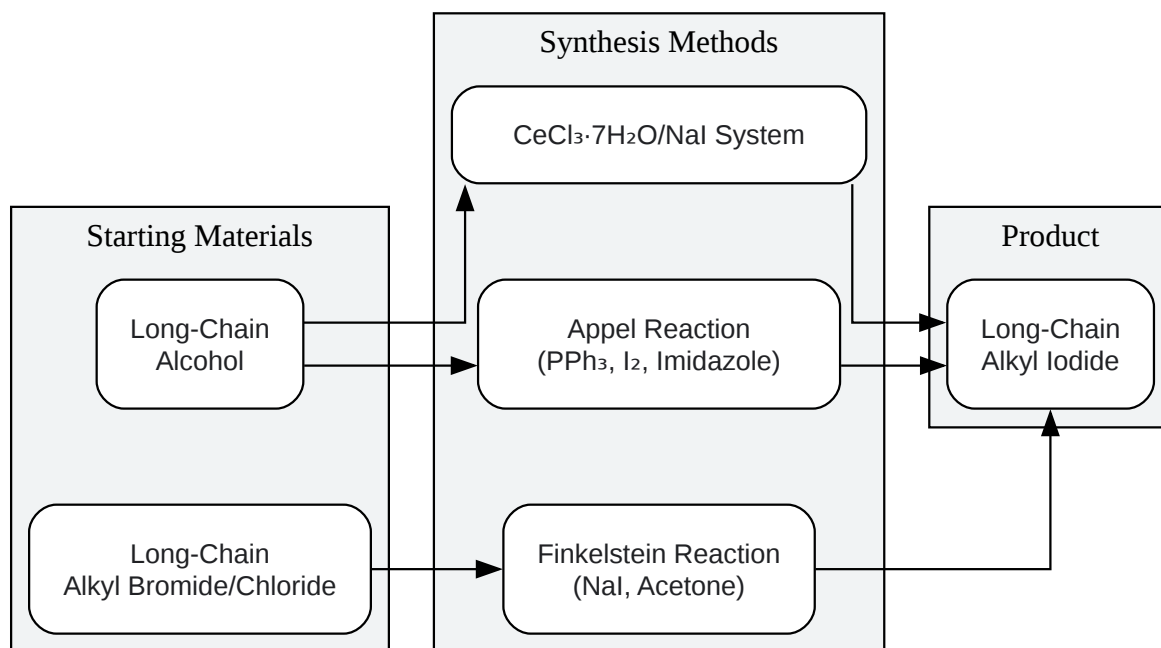 Synthesis Methods
CeCl₃·7H₂O/NaI System
Starting Materials
Long-Chain
Alcohol
Appel Reaction
(PPh₃, I₂, Imidazole)
Product
Long-Chain
Alkyl Iodide
Long-Chain
Alkyl Bromide/Chloride
Finkelstein Reaction
(NaI, Acetone)